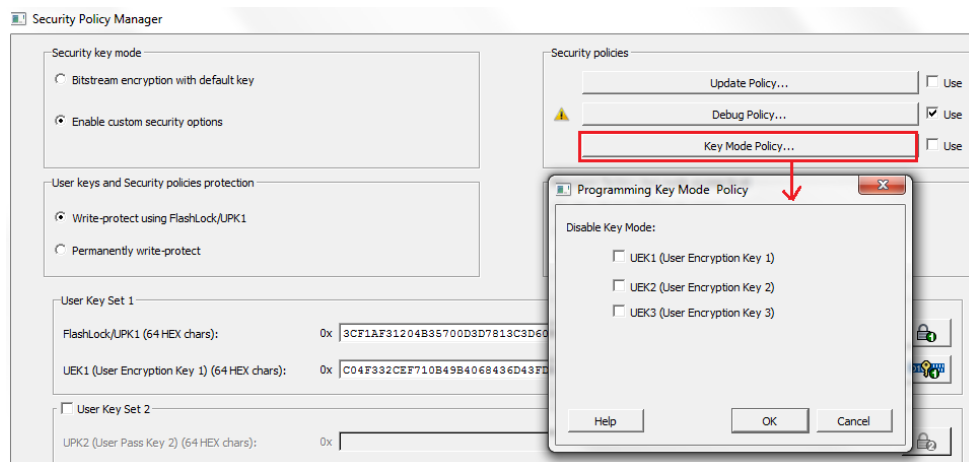 Security Policy Manager
Security key mode
Bitstream encryption with default key
Enable custom security options
Security policies
Update Policy...
Use
Debug Policy...
Use
Key Mode Policy...
Use
User keys and Security policies protection
Write-protect using FlashLock/UPK1
Permanently write-protect
Programming Key Mode Policy
Disable Key Mode:
UEK1 (User Encryption Key 1)
UEK2 (User Encryption Key 2)
UEK3 (User Encryption Key 3)
Help
OK
Cancel
User Key Set 1
FlashLock/UPK1 (64 HEX chars): 0x 3CF1AF31204B35700D3D7813C3D60
UEK1 (User Encryption Key 1) (64 HEX chars): 0x C04F332CEF710B49B4068436D43FD
User Key Set 2
UPK2 (User Pass Key 2) (64 HEX chars): 0x